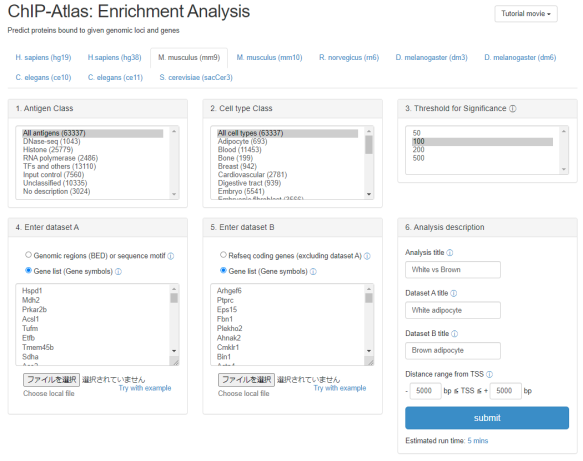 ChIP-Atlas: Enrichment Analysis
Tutorial movie
Predict proteins bound to given genomic loci and genes
H. sapiens (hg19) H.sapiens (hg38) M. musculus (mm9) M. musculus (mm10) R. norvegicus (rn6) D. melanogaster (dm3) D. melanogaster (dm6)
C. elegans (ce10) C. elegans (ce11) S. cerevisiae (sacCer3)
1. Antigen Class
All antigens (63337)
DNase-seq (1043)
Histone (25779)
RNA polymerase (2486)
TFs and others (13110)
Input control (7560)
Unclassified (10335)
No description (3024)
2. Cell type Class
All cell types (63337)
Adipocyte (693)
Blood (11453)
Bone (199)
Breast (942)
Cardiovascular (2781)
Digestive tract (939)
Embryo (5541)
Embryonic fibroblast (3566)
3. Threshold for Significance
50
100
200
500
4. Enter dataset A
Genomic regions (BED) or sequence motif
Gene list (Gene symbols)
Hspd1
Mdh2
Prkar2b
Acsl1
Tufm
Etfb
Tmem45b
Sdha
ファイルを選択 選択されていません
Try with example
Choose local file
5. Enter dataset B
Refseq coding genes (excluding dataset A)
Gene list (Gene symbols)
Arhgef6
Ptprc
Eps15
Fbn1
Plekho2
Ahnak2
Cmklr1
Bin1
ファイルを選択 選択されていません
Try with example
Choose local file
6. Analysis description
Analysis title
White vs Brown
Dataset A title
White adipocyte
Dataset B title
Brown adipocyte
Distance range from TSS
- 5000 bp ≤ TSS ≤ + 5000 bp
submit
Estimated run time: 5 mins